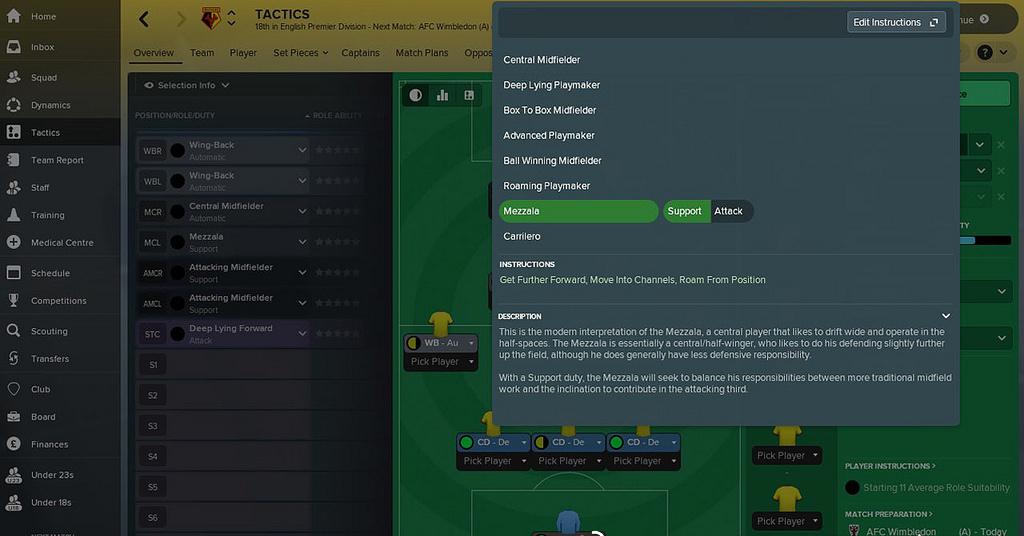 Home
Inbox
Squad
Dynamics
Tactics
Team Report
Staff
Training
Medical Centre
Schedule
Competitions
Scouting
Transfers
Club
Board
Finances
Under 23s
Under 18s
TACTICS
18th in English Premier Division - Next Match: AFC Wimbledon (A)
Overview Team Player Set Pieces Captains Match Plans Oppos
Selection Info
POSITION/ROLE/DUTY ROLE ABILITY
WBR Wing-Back
Automatic
WBL Wing-Back
Automatic
MCR Central Midfielder
Automatic
MCL Mezzala
Support
AMCR Attacking Midfielder
Support
AMCL Attacking Midfielder
Support
STC Deep Lying Forward
Attack
S1
S2
S3
S4
S5
S6
WB - Au
Pick Player
CD - De CD - De CD - De
Pick Player Pick Player Pick Player
Edit Instructions
Central Midfielder
Deep Lying Playmaker
Box To Box Midfielder
Advanced Playmaker
Ball Winning Midfielder
Roaming Playmaker
Mezzala Support Attack
Carrilero
INSTRUCTIONS
Get Further Forward, Move Into Channels, Roam From Position
DESCRIPTION
This is the modern interpretation of the Mezzala, a central player that likes to drift wide and operate in the
half-spaces. The Mezzala is essentially a central/half-winger, who likes to do his defending slightly further
up the field, although he does generally have less defensive responsibility.
With a Support duty, the Mezzala will seek to balance his responsibilities between more traditional midfield
work and the inclination to contribute in the attacking third.
nue
?
Pick Player
Pick Player
PLAYER INSTRUCTIONS >
Starting 11 Average Role Suitability
MATCH PREPARATION >
AFC Wimbledon (A) - Today